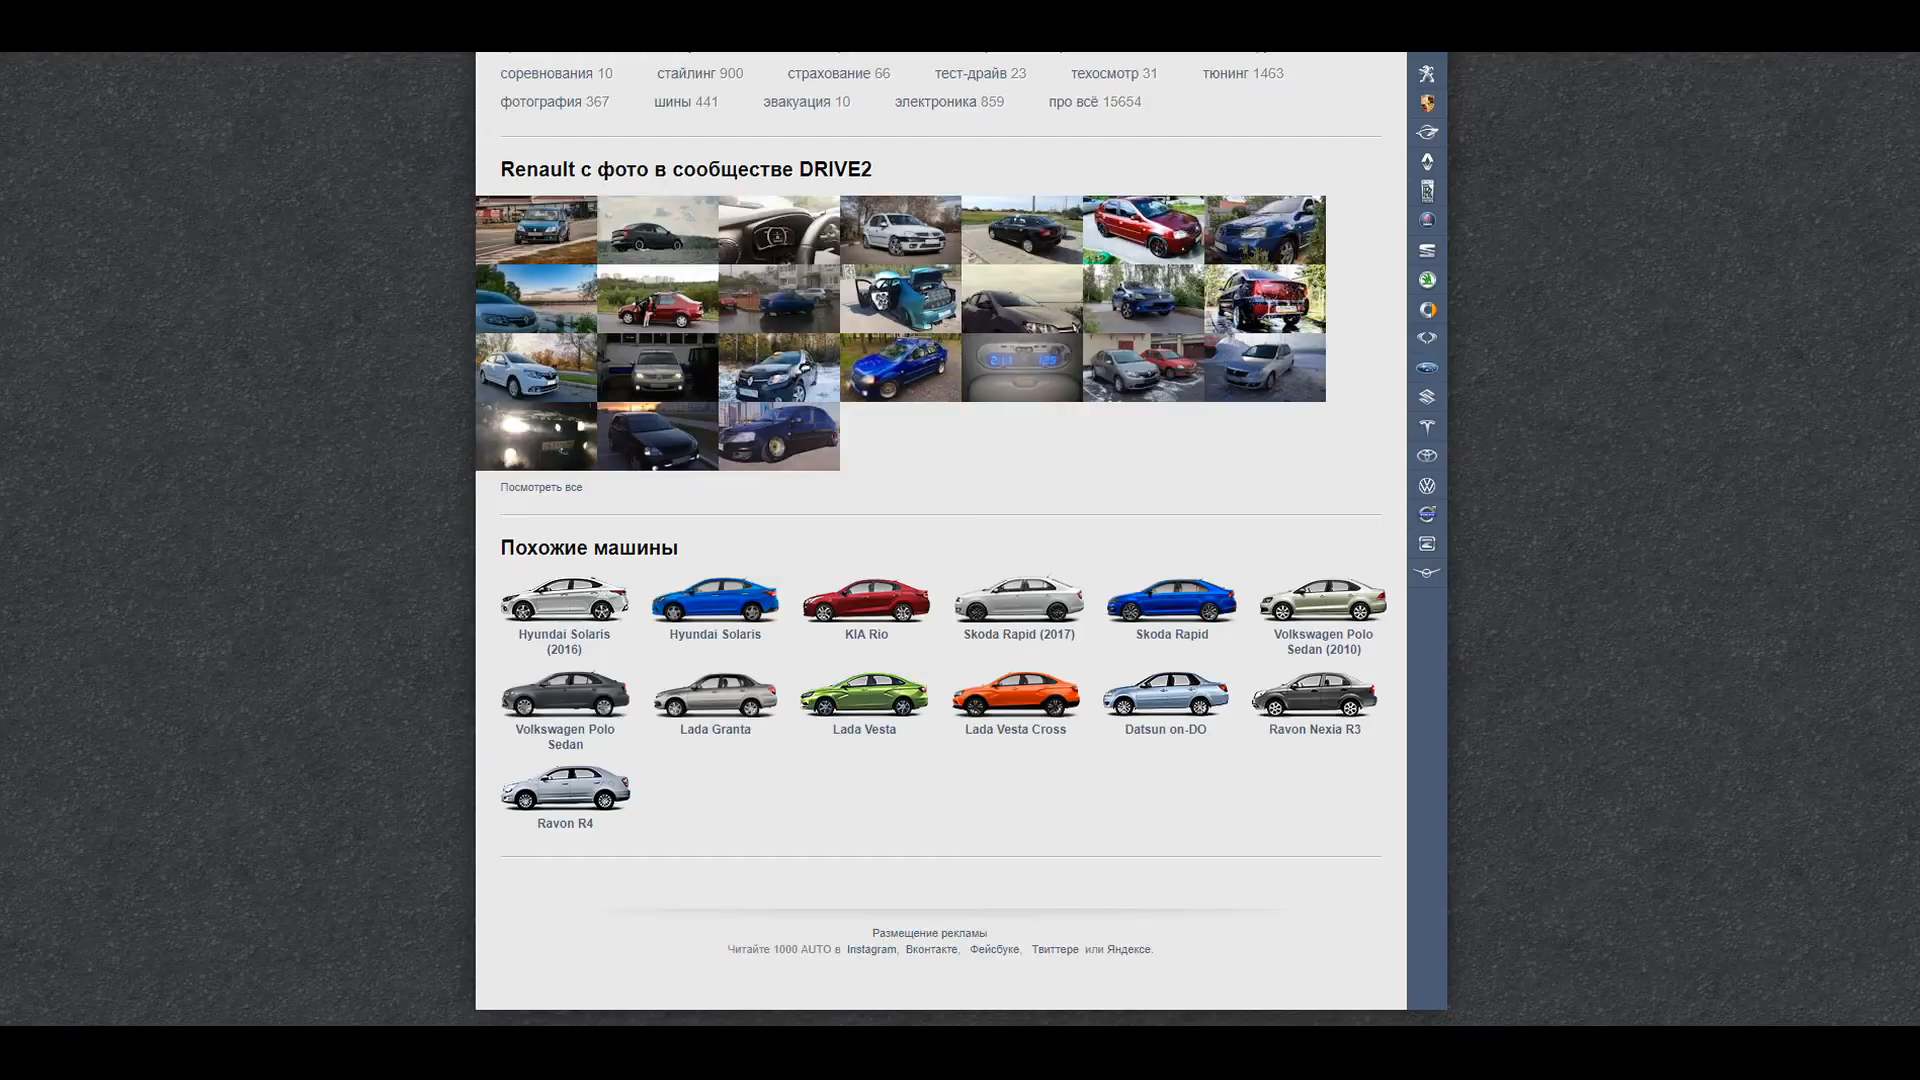 соревнования 10 стайлинг 900 страхование 66 тест-драйв 23 техосмотр 31 тюнинг 1463
фотография 367 шины 441 эвакуация 10 электроника 859 про всё 15654
Renault с фото в сообществе DRIVE2
Посмотреть все
Похожие машины
Hyundai Solaris (2016)
Hyundai Solaris
KIA Rio
Skoda Rapid (2017)
Skoda Rapid
Volkswagen Polo Sedan (2010)
Volkswagen Polo Sedan
Lada Granta
Lada Vesta
Lada Vesta Cross
Datsun on-DO
Ravon Nexia R3
Ravon R4
Размещение рекламы
Читайте 1000 AUTO в Instagram, Вконтакте, Фейсбуке, Твиттере или Яндексе.